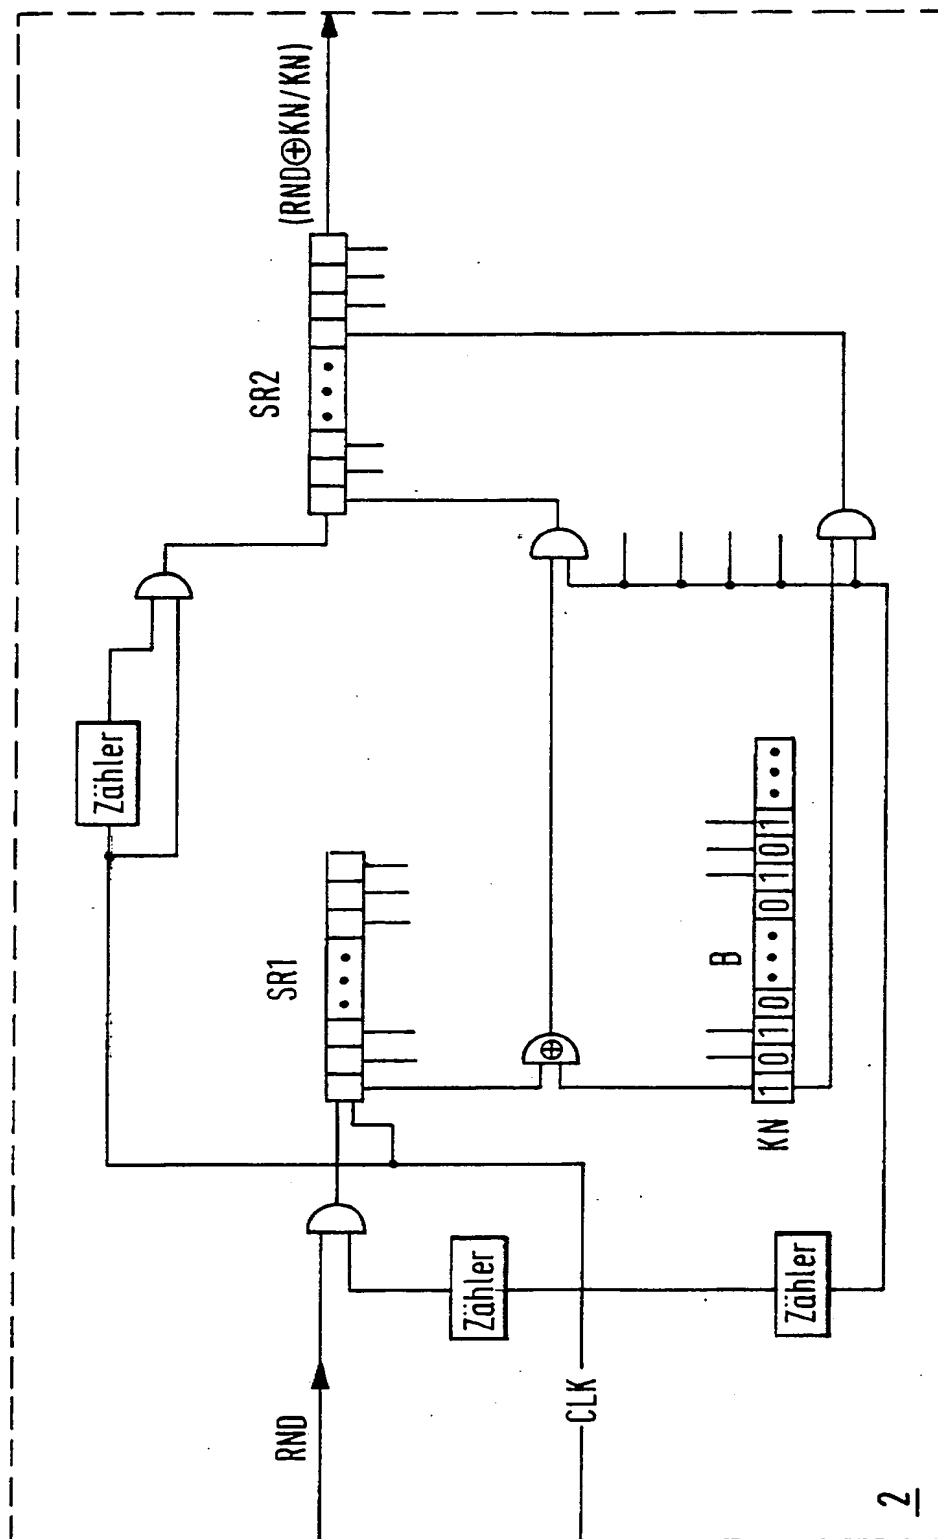 (RND⊕KN/KN)
SR2
Zähler
SR1
B
KN
1 0 1 0 ••• 0 1 0 1 •••
⊕
Zähler
Zähler
RND
CLK
2